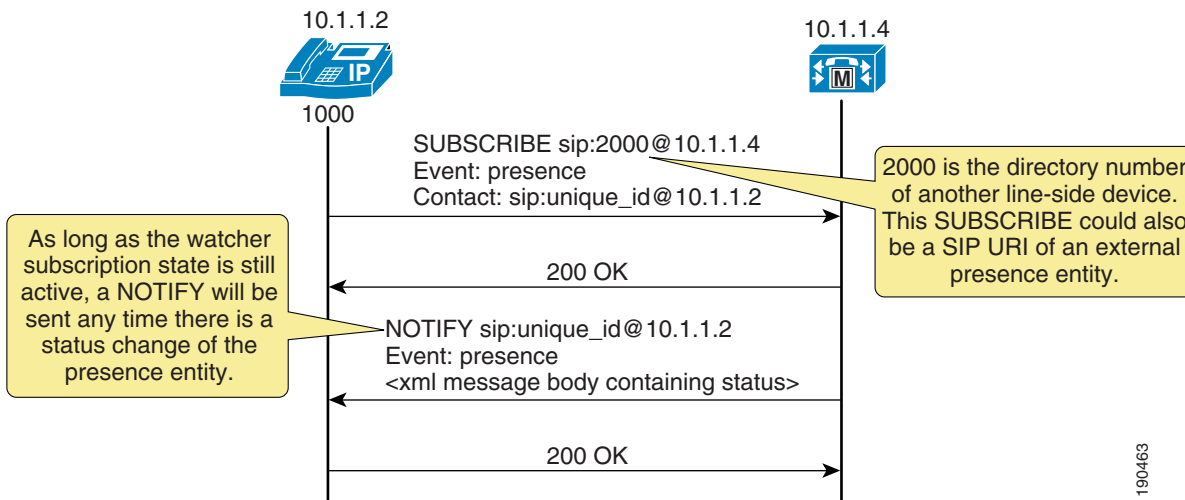 10.1.1.2
10.1.1.4
IP
M
1000
SUBSCRIBE sip:2000@10.1.1.4
Event: presence
Contact: sip:unique_id@10.1.1.2
2000 is the directory number
of another line-side device.
This SUBSCRIBE could also
be a SIP URI of an external
presence entity.
As long as the watcher
subscription state is still
active, a NOTIFY will be
sent any time there is a
status change of the
presence entity.
200 OK
NOTIFY sip:unique_id@10.1.1.2
Event: presence
<xml message body containing status>
200 OK
190463